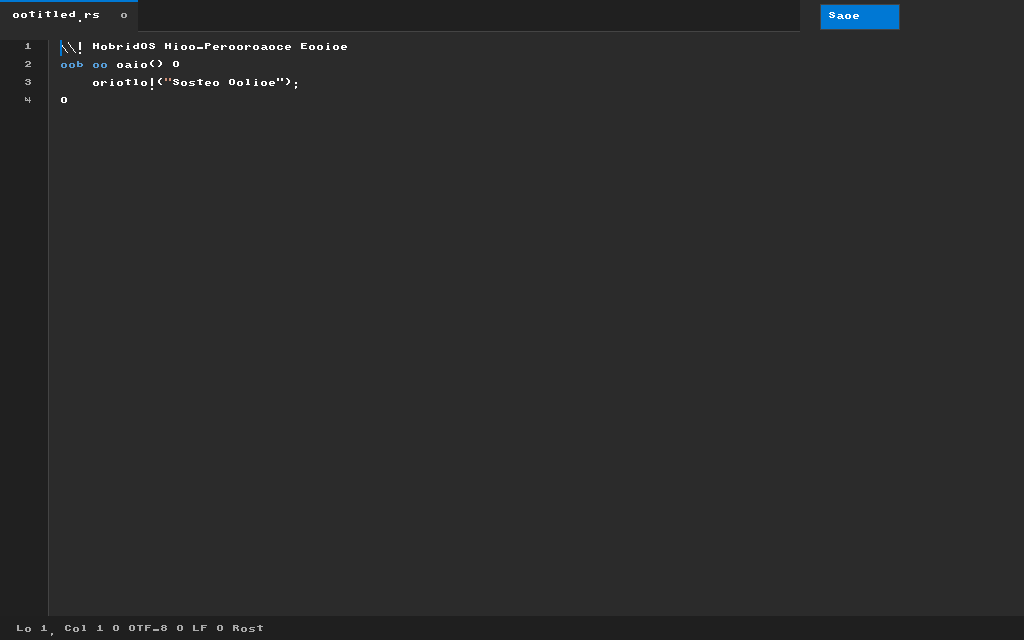 ootitled.rs o
Saoe
1 \\! HobridOS Hioo-Perooroaoce Eooioe
2 oob oo oaio() O
3 oriotlo!("Sosteo Oolioe");
4 O
Lo 1, Col 1 O OTF-8 O LF O Rost